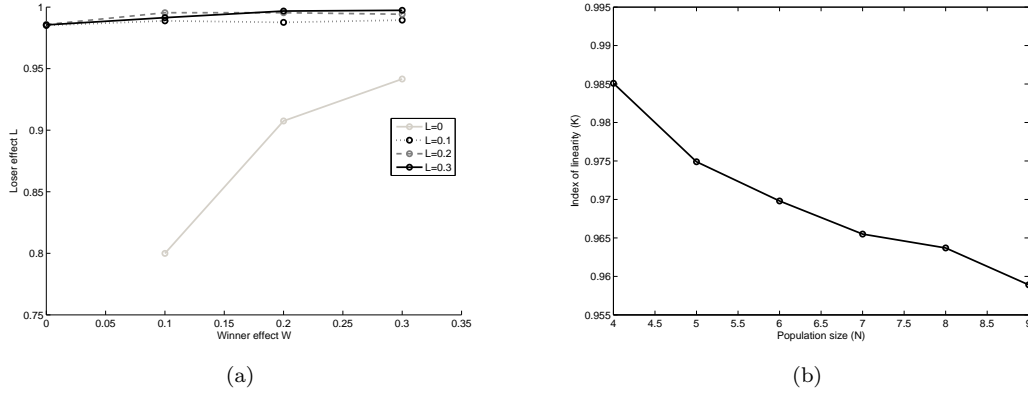 1
0.95
0.9
0.85
0.8
0.75
Loser effect L
L=0
L=0.1
L=0.2
L=0.3
0 0.05 0.1 0.15 0.2 0.25 0.3 0.35
Winner effect W
(a)
0.995
0.99
0.985
0.98
0.975
0.97
0.965
0.96
0.955
Index of linearity (K)
4 4.5 5 5.5 6 6.5 7 7.5 8 8.5 9
Population size (N)
(b)